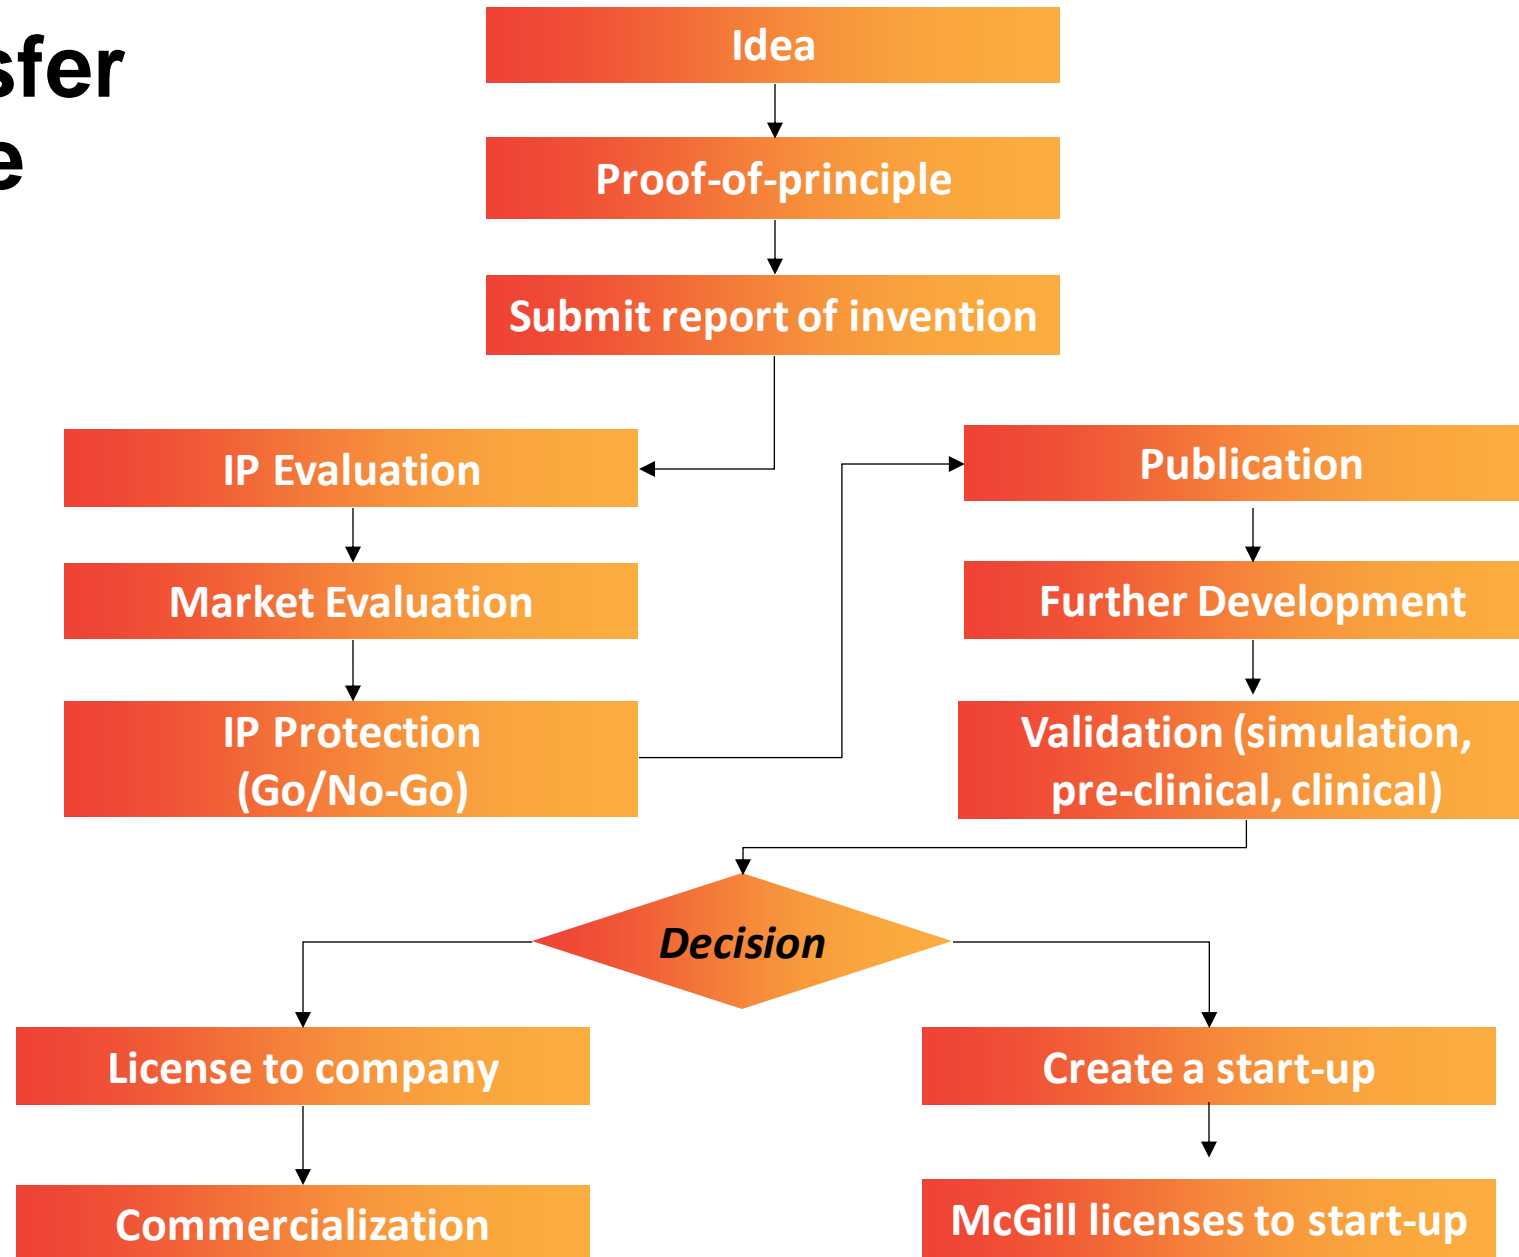 Idea
Proof-of-principle
Submit report of invention
IP Evaluation
Market Evaluation
IP Protection
(Go/No-Go)
Publication
Further Development
Validation (simulation,
pre-clinical, clinical)
Decision
License to company
Commercialization
Create a start-up
McGill licenses to start-up